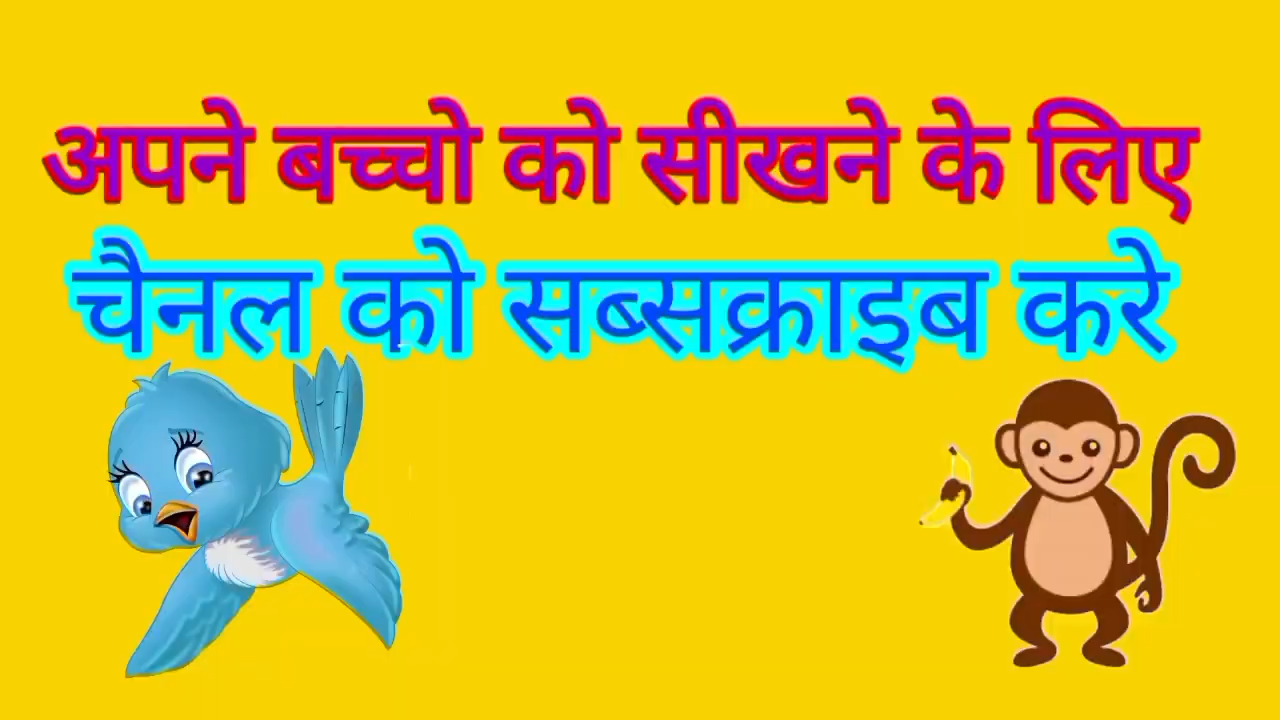 अपने बच्चो को सीखने के लिए
चैनल को सब्सक्राइब करे